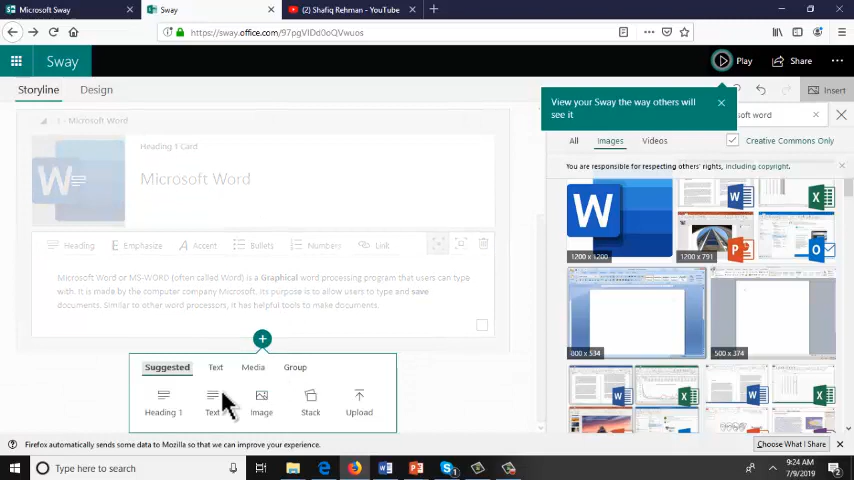 Microsoft Sway
Sway
(2) Shafiq Rehman - YouTube
https://sway.office.com/97pgVIDd0oQVwuos
Sway
Play
Share
Storyline
Design
Insert
View your Sway the way others will
see it
soft word
1 - Microsoft Word
All
Images
Videos
Creative Commons Only
Heading 1 Card
You are responsible for respecting others' rights, including copyright.
Microsoft Word
1200 x 1200
1200 x 791
Heading
Emphasize
Accent
Bullets
Numbers
Link
Microsoft Word or MS-WORD (often called Word) is a Graphical word processing program that users can type
with. It is made by the computer company Microsoft. Its purpose is to allow users to type and save
documents. Similar to other word processors, it has helpful tools to make documents.
800 x 534
500 x 374
Suggested
Text
Media
Group
Heading 1
Text
Image
Stack
Upload
Firefox automatically sends some data to Mozilla so that we can improve your experience.
Choose What I Share
Type here to search
9:24 AM
7/9/2019